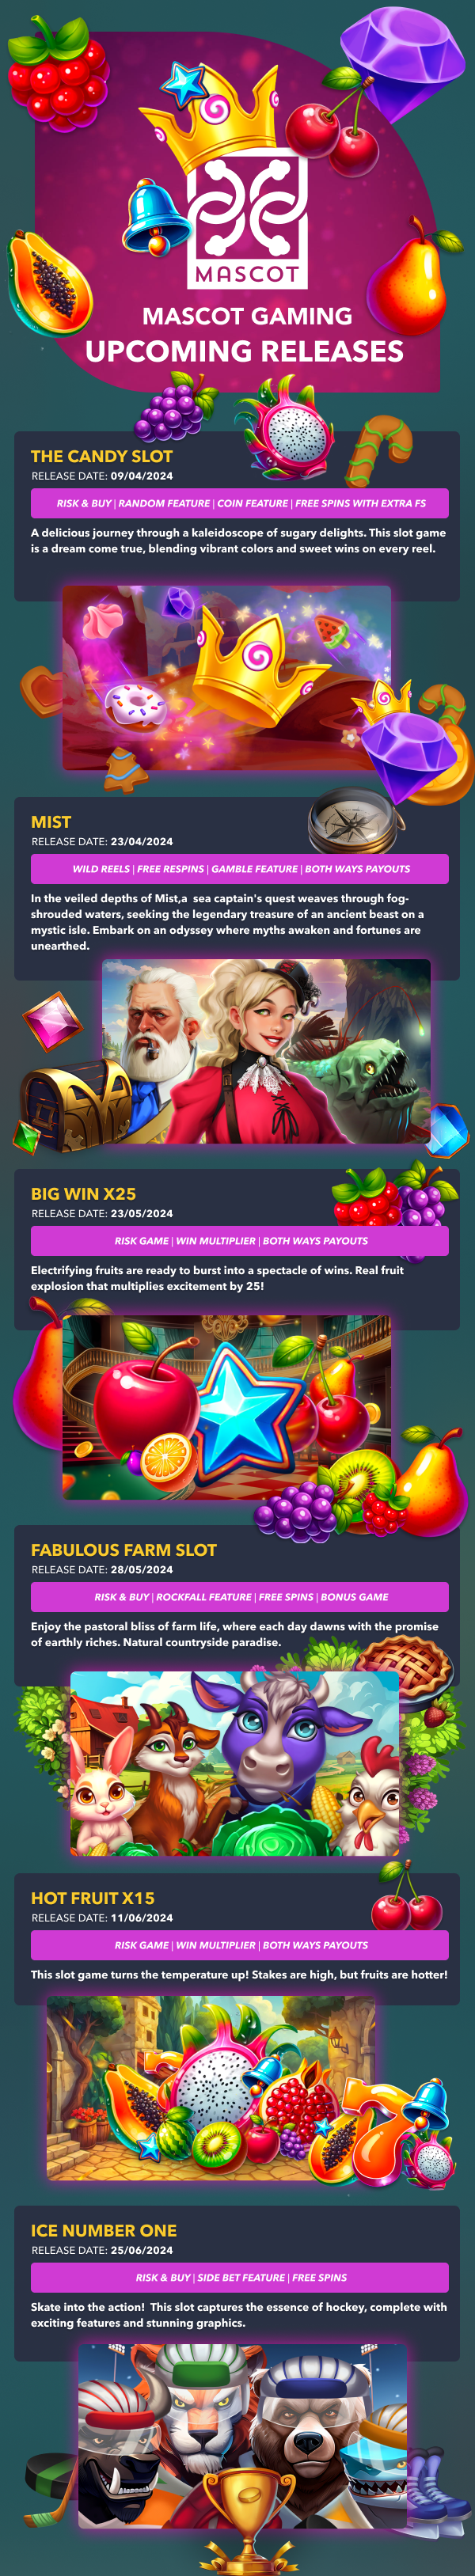 MASCOT
MASCOT GAMING
UPCOMING RELEASES
THE CANDY SLOT
RELEASE DATE: 09/04/2024
RISK & BUY | RANDOM FEATURE | COIN FEATURE | FREE SPINS WITH EXTRA FS
A delicious journey through a kaleidoscope of sugary delights. This slot game
is a dream come true, blending vibrant colors and sweet wins on every reel.
MIST
RELEASE DATE: 23/04/2024
WILD REELS | FREE RESPINS | GAMBLE FEATURE | BOTH WAYS PAYOUTS
In the veiled depths of Mist,a  sea captain's quest weaves through fog-
shrouded waters, seeking the legendary treasure of an ancient beast on a
mystic isle. Embark on an odyssey where myths awaken and fortunes are
unearthed.
BIG WIN X25
RELEASE DATE: 23/05/2024
RISK GAME | WIN MULTIPLIER | BOTH WAYS PAYOUTS
Electrifying fruits are ready to burst into a spectacle of wins. Real fruit
explosion that multiplies excitement by 25!
FABULOUS FARM SLOT
RELEASE DATE: 28/05/2024
RISK & BUY | ROCKFALL FEATURE | FREE SPINS | BONUS GAME
Enjoy the pastoral bliss of farm life, where each day dawns with the promise
of earthly riches. Natural countryside paradise.
HOT FRUIT X15
RELEASE DATE: 11/06/2024
RISK GAME | WIN MULTIPLIER | BOTH WAYS PAYOUTS
This slot game turns the temperature up! Stakes are high, but fruits are hotter!
7
ICE NUMBER ONE
RELEASE DATE: 25/06/2024
RISK & BUY | SIDE BET FEATURE | FREE SPINS
Skate into the action!  This slot captures the essence of hockey, complete with
exciting features and stunning graphics.